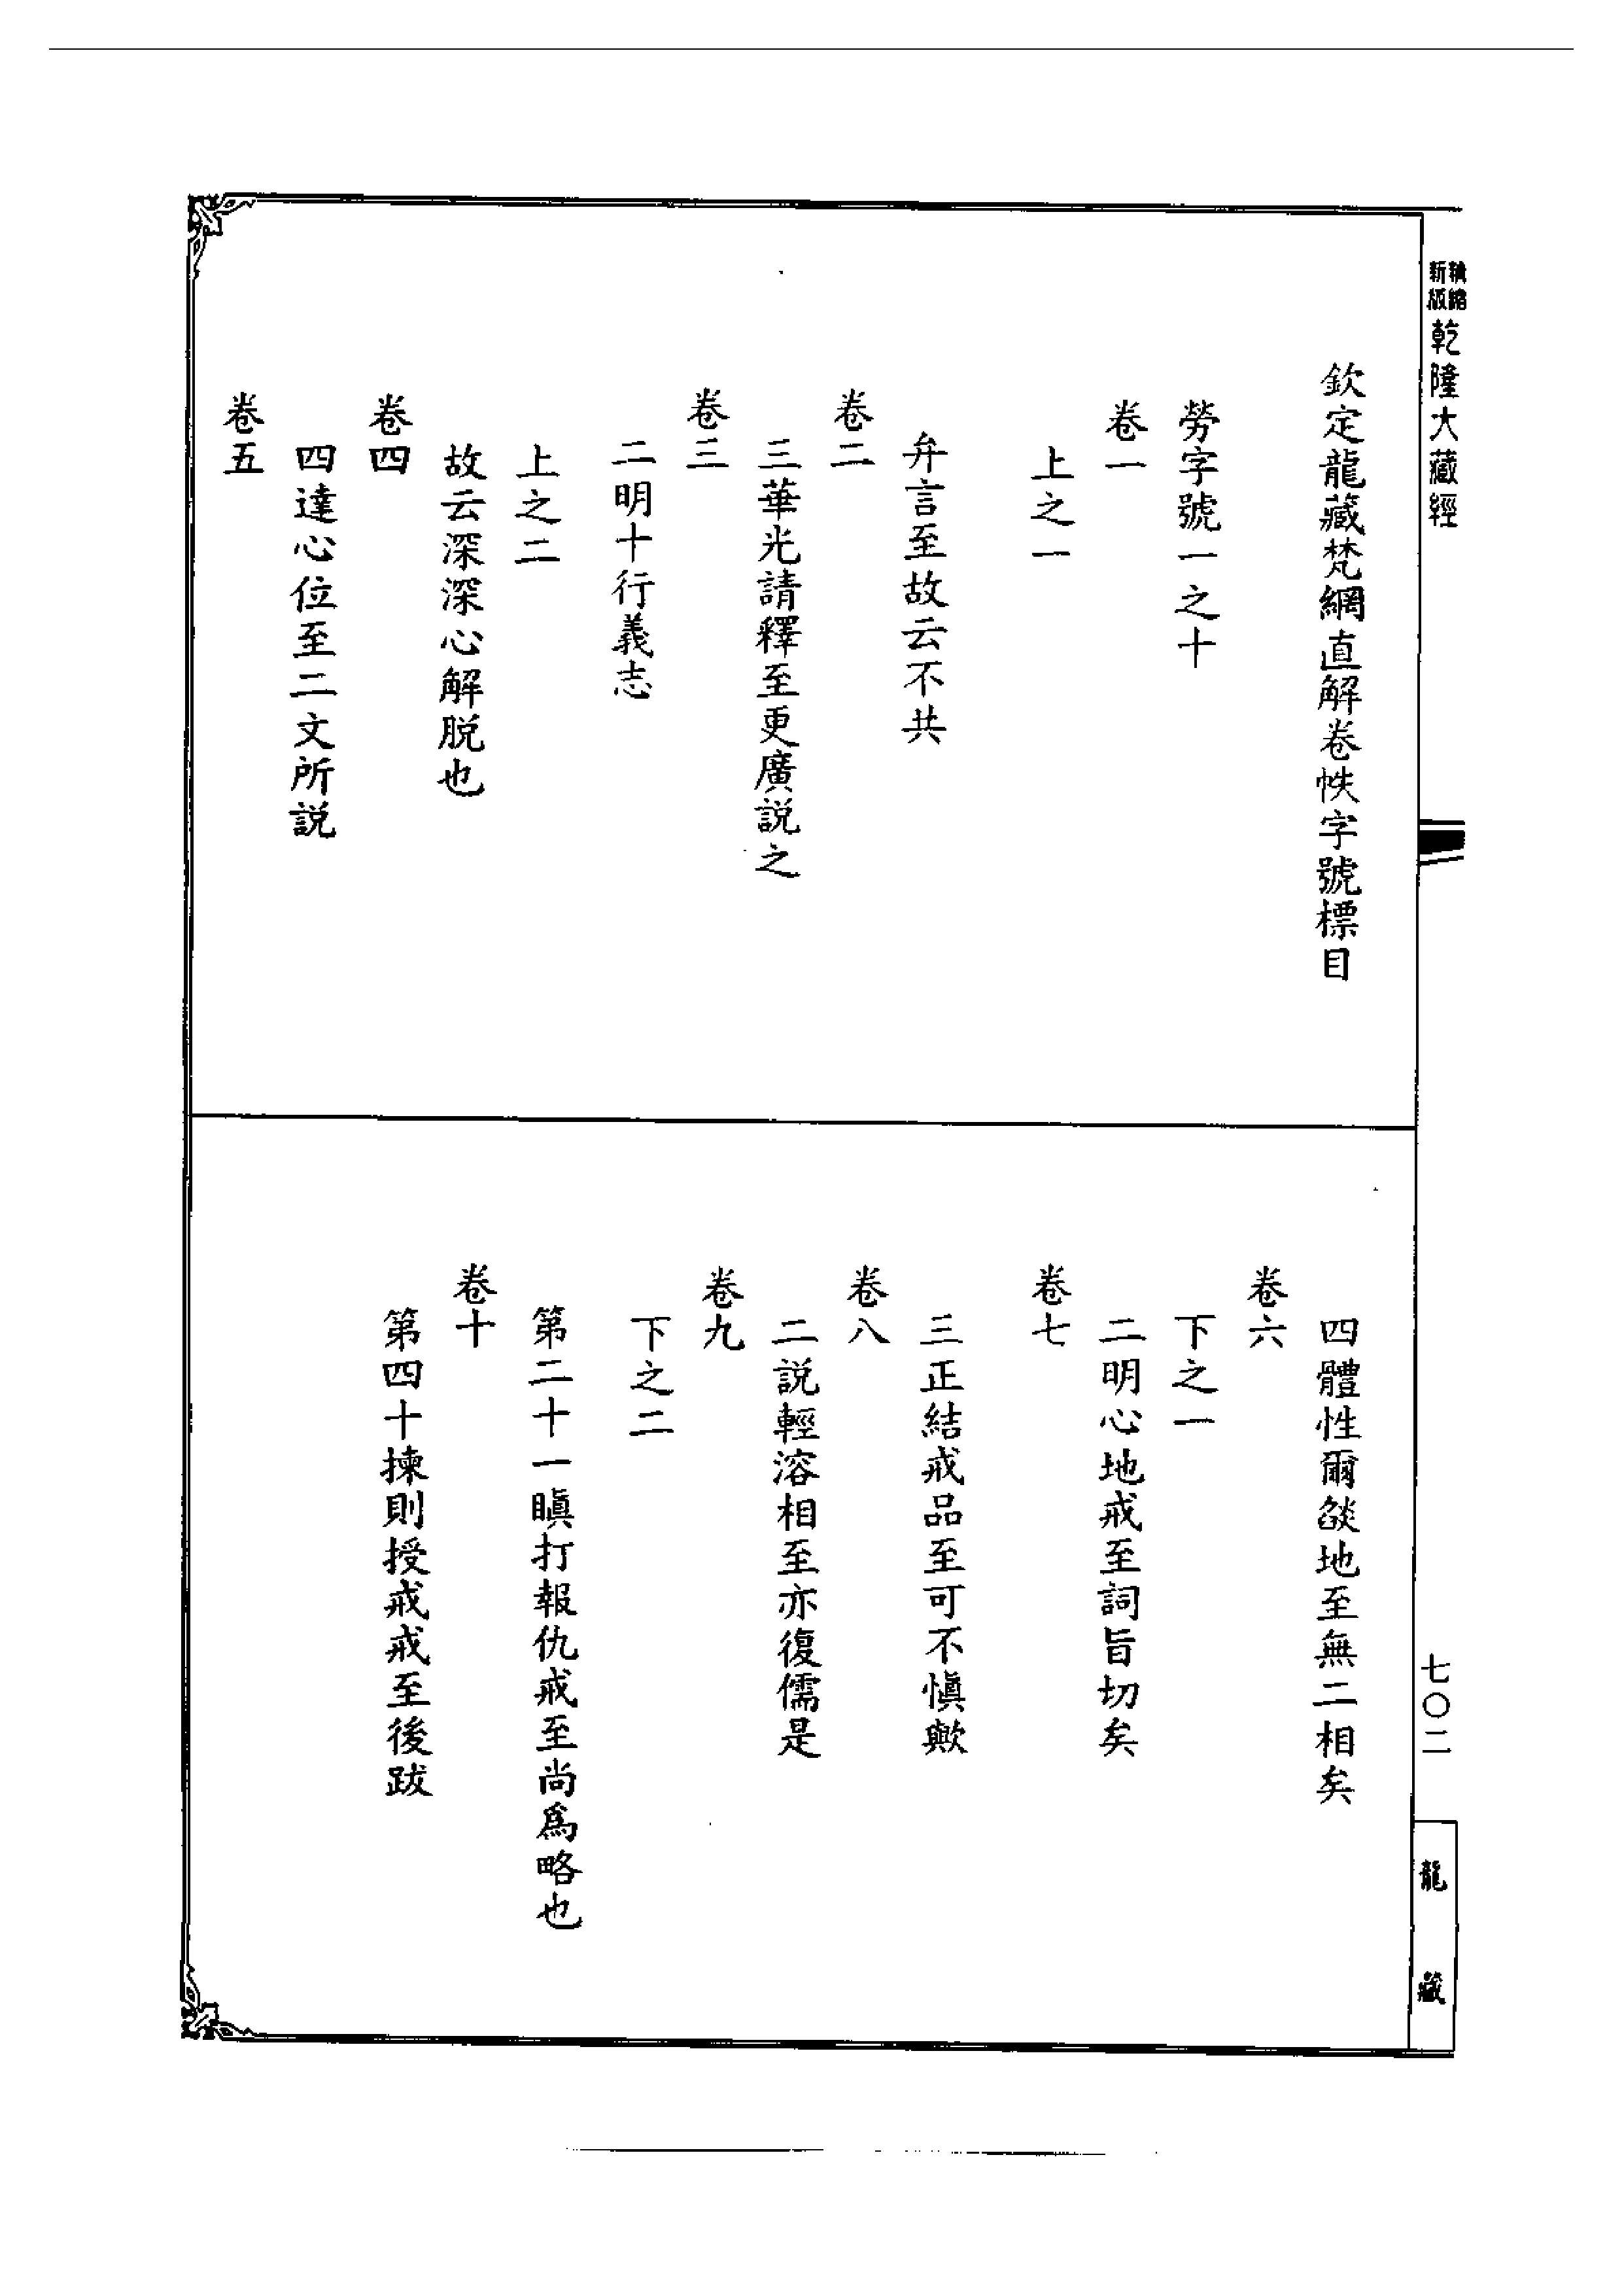 新版精縮乾隆大藏經
欽定龍藏梵網直解卷帙字號標目
勞字號一之十
卷一
上之一
弁言至故云不共
卷二
三華光請釋至更廣説之
卷三
二明十行義志
上之二
故云深深心解脱也
卷四
四達心位至二文所説
卷五
四體性爾燄地至無二相矣
卷六
下之一
二明心地戒至詞旨切矣
卷七
三正結戒品至可不慎歟
卷八
二説輕溶相至亦復儒是
卷九
下之二
第二十一瞋打報仇戒至尚爲略也
卷十
第四十揀則授戒戒至後跋
七〇二
龍藏